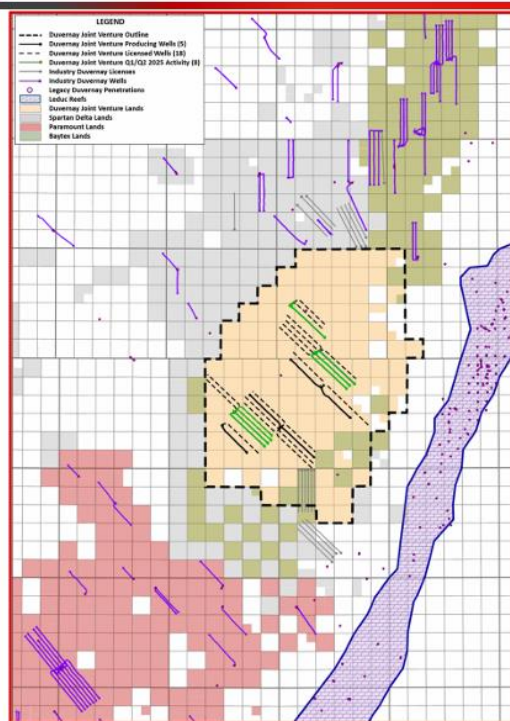 LEGEND
Duvernay Joint Venture Outline
Duvernay Joint Venture Producing Wells (5)
Duvernay Joint Venture Licensed Wells (18)
Duvernay Joint Venture Q1/Q2 2025 Activity (8)
Industry Duvernay Licenses
Industry Duvernay Wells
Legacy Duvernay Penetrations
Leduc Reefs
Duvernay Joint Venture Lands
Spartan Delta Lands
Paramount Lands
Baytex Lands